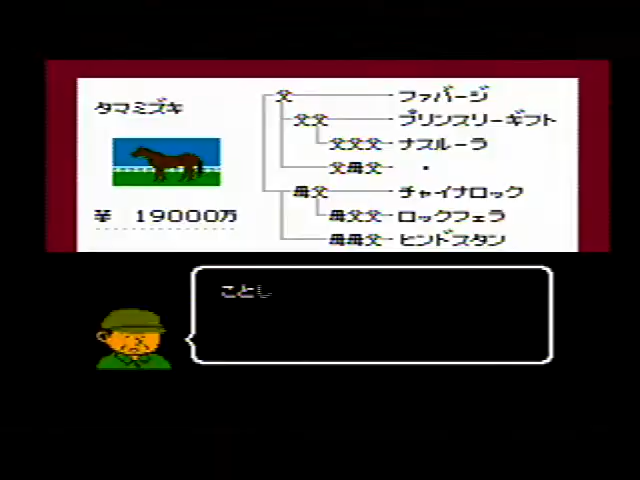 タマミズキ
¥ 19000万
父 ファバージ
父父 プリンスリーギフト
父父父 ナスルーラ
父母父 ・
母父 チャイナロック
母父父 ロックフェラ
母母父 ヒンドスタン
ことし